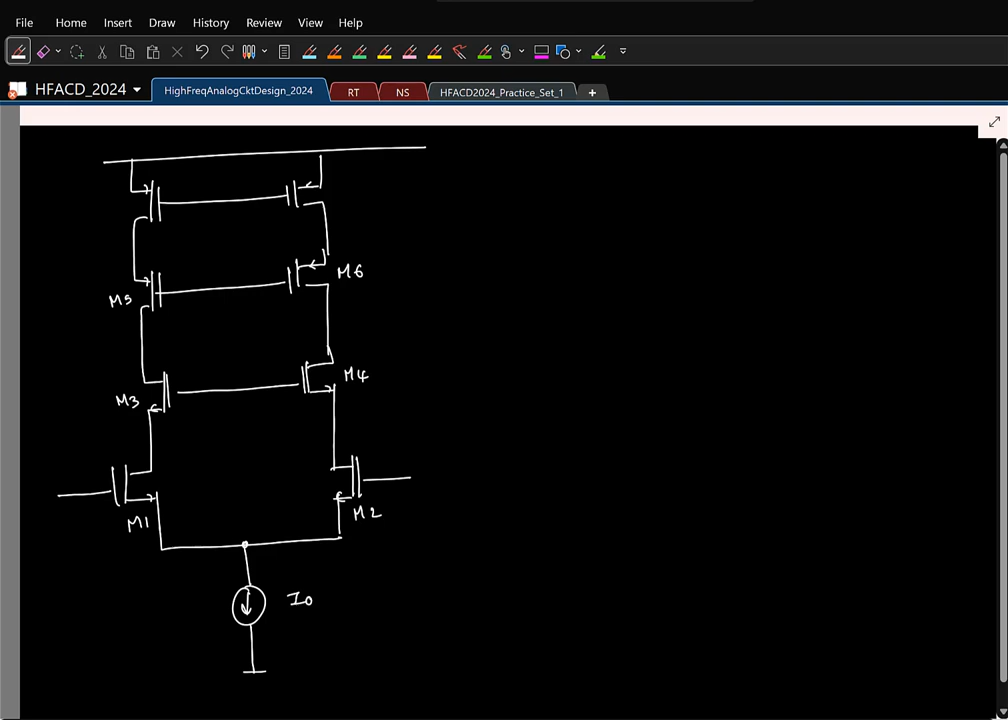 File Home Insert Draw History Review View Help
HFACD_2024 HighFreqAnalogCktDesign_2024 RT NS HFACD2024_Practice_Set_1
M5 M6
M3 M4
M1 M2
I0